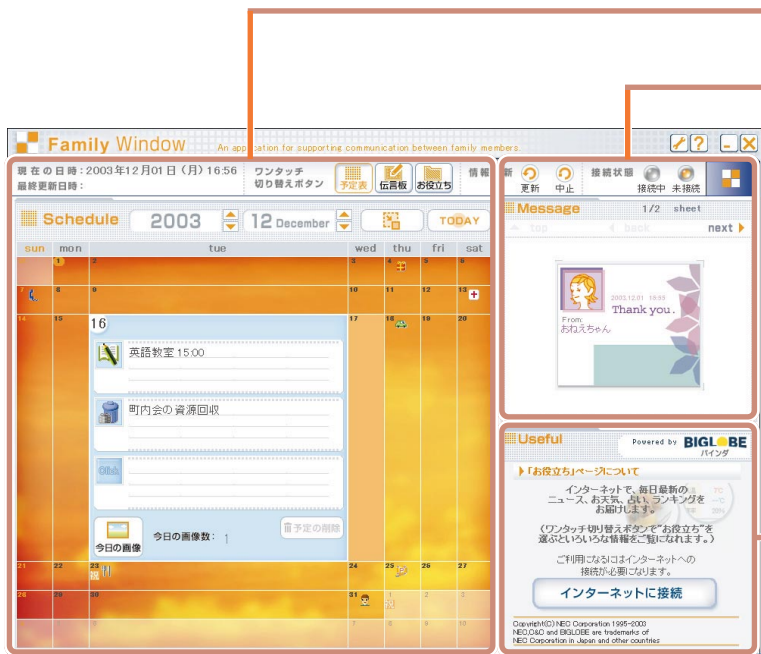 Family Window An application for supporting communication between family members
現在の日時:2003年12月01日(月)16:56
最終更新日時:
ワンタッチ
切り替えボタン
予定表 伝言板 お役立ち
情報 新
更新 中止
接続状態
接続中 未接続
Schedule 2003 12 December TODAY
sun mon tue wed thu fri sat
1 2 3 4 5 6
7 8 9 10 11 12 13
14 15 16 17 18 19 20
英語教室 15:00
町内会の資源回収
Click
今日の画像
今日の画像数: 1
予定の削除
21 22 23 祝 24 25 26 27
28 29 30 31 1 祝 2 3
7 8 9 10
Message 1/2 sheet
top back next
2003.12.01 16:55
Thank you.
From:
おねえちゃん
Useful Powered by BIGLOBE
バイシダ
「お役立ち」ページについて
インターネットで、毎日最新の
ニュース、お天気、占い、ランキングを
お届けします。
(ワンタッチ切り替えボタンで"お役立ち"を
選ぶといろいろな情報をご覧になれます。)
ご利用になるにはインターネットへの
接続が必要になります。
インターネットに接続
Copyright(C) NEC Corporation 1995-2003
NEC,C&C and BIGLOBE are trademarks of
NEC Corporation in Japan and other countries